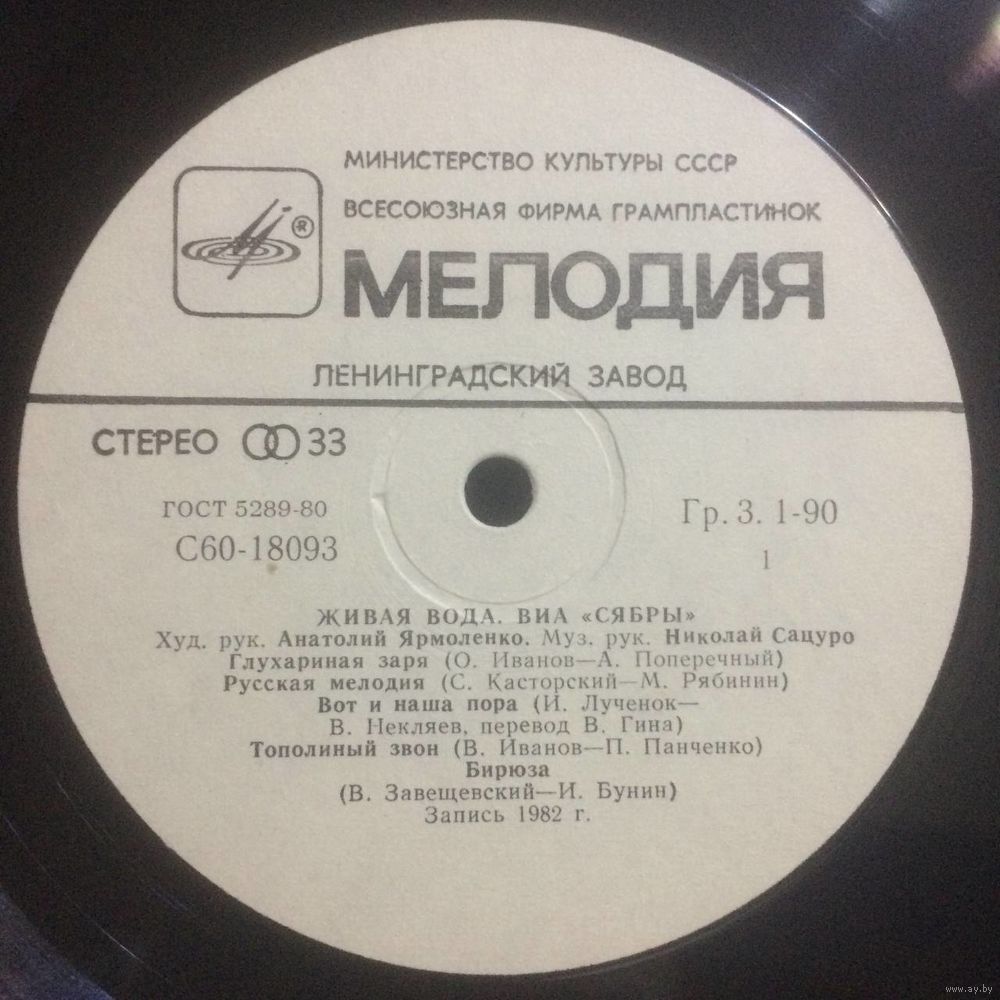 МИНИСТЕРСТВО КУЛЬТУРЫ СССР
ВСЕСОЮЗНАЯ ФИРМА ГРАМПЛАСТИНОК
®
МЕЛОДИЯ
ЛЕНИНГРАДСКИЙ ЗАВОД
СТЕРЕО 33
ГОСТ 5289-80
Гр. 3. 1-90
С60-18093
1
ЖИВАЯ ВОДА. ВИА «СЯБРЫ»
Худ. рук. Анатолий Ярмоленко. Муз. рук. Николай Сацуро
Глухариная заря (О. Иванов—А. Поперечный)
Русская мелодия (С. Касторский—М. Рябинин)
Вот и наша пора (И. Лученок—
В. Некляев, перевод В. Гина)
Тополиный звон (В. Иванов—П. Панченко)
Бирюза
(В. Завещевский—И. Бунин)
Запись 1982 г.
www.ay.by